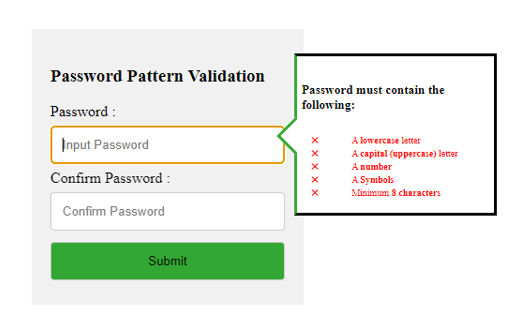 Password Pattern Validation
Password :
Input Password
Confirm Password :
Confirm Password
Submit
Password must contain the
following:
✕ A lowercase letter
✕ A capital (uppercase) letter
✕ A number
✕ A Symbols
✕ Minimum 8 characters